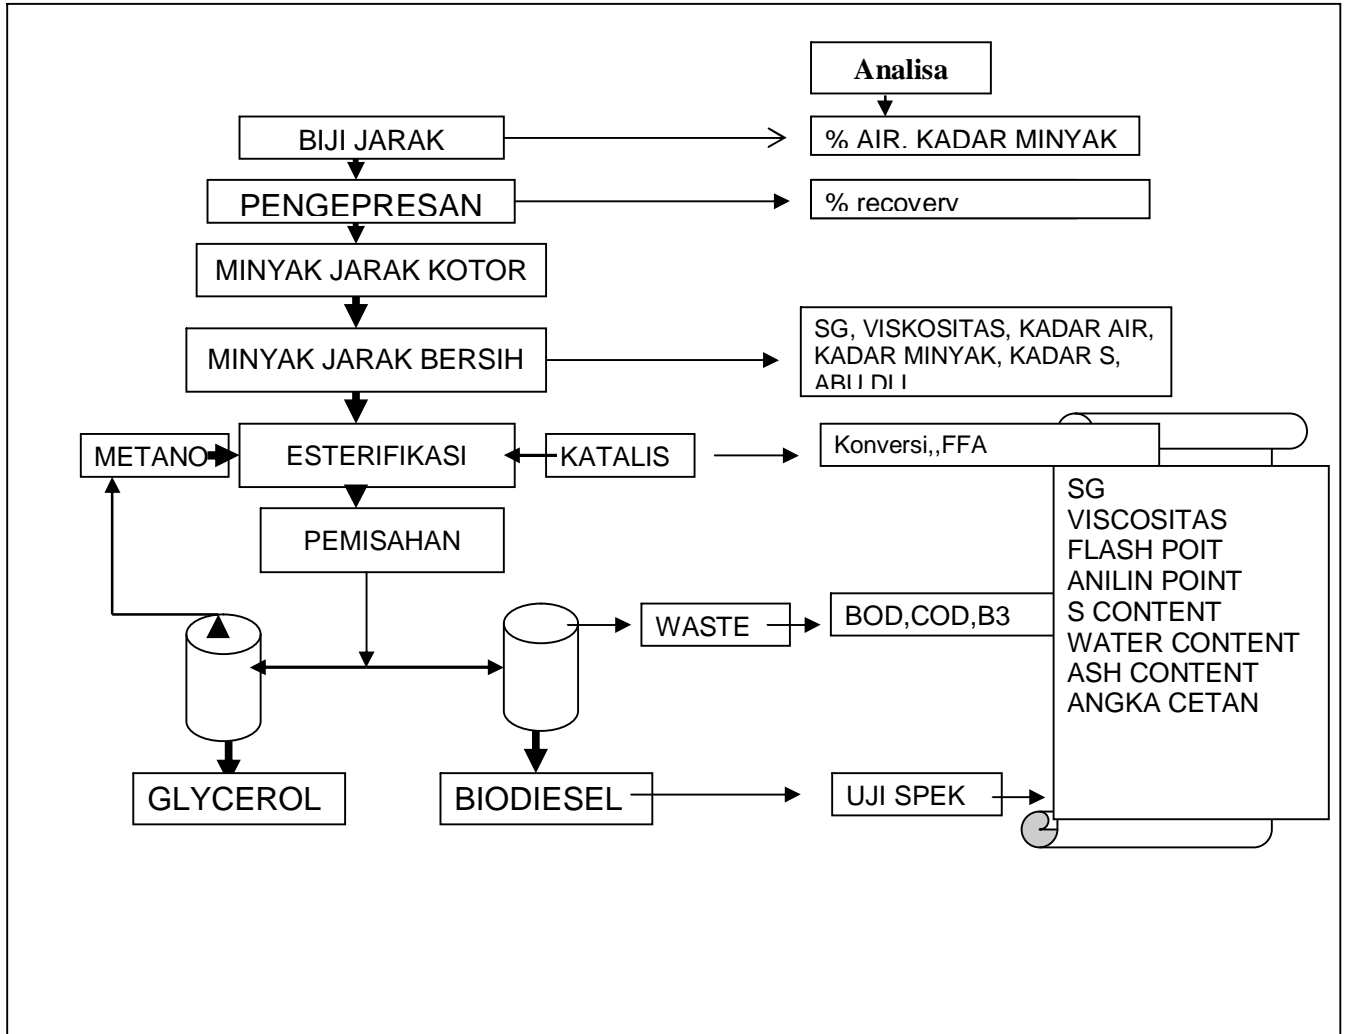 Analisa
BIJI JARAK
% AIR. KADAR MINYAK
PENGEPRESAN
% recovery
MINYAK JARAK KOTOR
MINYAK JARAK BERSIH
SG, VISKOSITAS, KADAR AIR,
KADAR MINYAK, KADAR S,
ABU DLL
METANO
ESTERIFIKASI
KATALIS
Konversi,,FFA
PEMISAHAN
SG
VISCOSITAS
FLASH POIT
ANILIN POINT
S CONTENT
WATER CONTENT
ASH CONTENT
ANGKA CETAN
WASTE
BOD,COD,B3
GLYCEROL
BIODIESEL
UJI SPEK